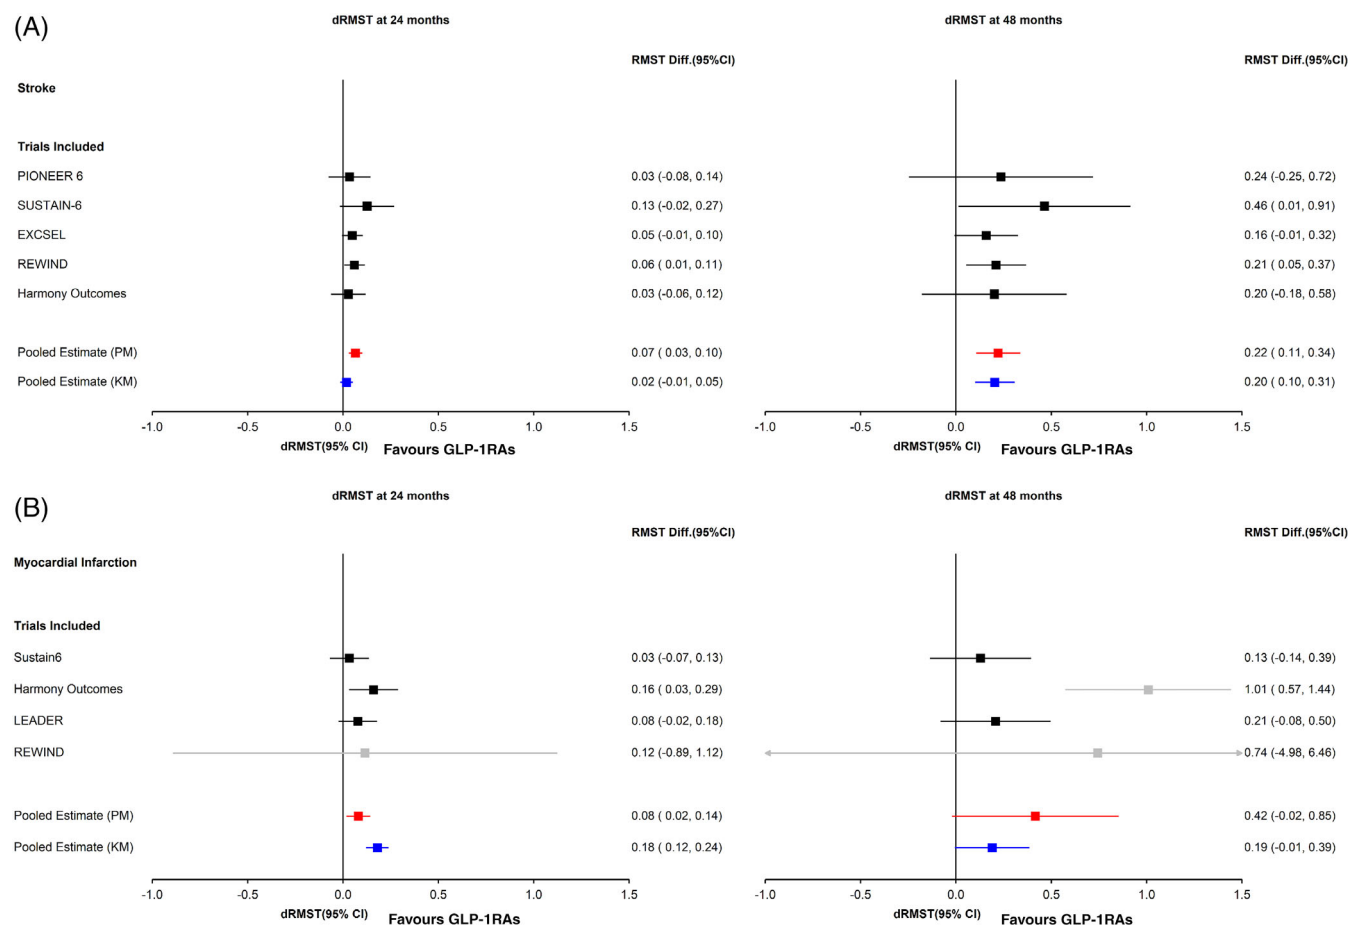 (A)
dRMST at 24 months
dRMST at 48 months
RMST Diff.(95%CI)
RMST Diff.(95%CI)
Stroke
Trials Included
PIONEER 6
0.03 (-0.08, 0.14)
0.24 (-0.25, 0.72)
SUSTAIN-6
0.13 (-0.02, 0.27)
0.46 ( 0.01, 0.91)
EXCSEL
0.05 (-0.01, 0.10)
0.16 (-0.01, 0.32)
REWIND
0.06 ( 0.01, 0.11)
0.21 ( 0.05, 0.37)
Harmony Outcomes
0.03 (-0.06, 0.12)
0.20 (-0.18, 0.58)
Pooled Estimate (PM)
0.07 ( 0.03, 0.10)
0.22 ( 0.11, 0.34)
Pooled Estimate (KM)
0.02 (-0.01, 0.05)
0.20 ( 0.10, 0.31)
-1.0 -0.5 0.0 0.5 1.0 1.5
-1.0 -0.5 0.0 0.5 1.0 1.5
dRMST(95% CI) Favours GLP-1RAs
dRMST(95% CI) Favours GLP-1RAs
(B)
dRMST at 24 months
dRMST at 48 months
RMST Diff.(95%CI)
RMST Diff.(95%CI)
Myocardial Infarction
Trials Included
Sustain6
0.03 (-0.07, 0.13)
0.13 (-0.14, 0.39)
Harmony Outcomes
0.16 ( 0.03, 0.29)
1.01 ( 0.57, 1.44)
LEADER
0.08 (-0.02, 0.18)
0.21 (-0.08, 0.50)
REWIND
0.12 (-0.89, 1.12)
0.74 (-4.98, 6.46)
Pooled Estimate (PM)
0.08 ( 0.02, 0.14)
0.42 (-0.02, 0.85)
Pooled Estimate (KM)
0.18 ( 0.12, 0.24)
0.19 (-0.01, 0.39)
-1.0 -0.5 0.0 0.5 1.0 1.5
-1.0 -0.5 0.0 0.5 1.0 1.5
dRMST(95% CI) Favours GLP-1RAs
dRMST(95% CI) Favours GLP-1RAs